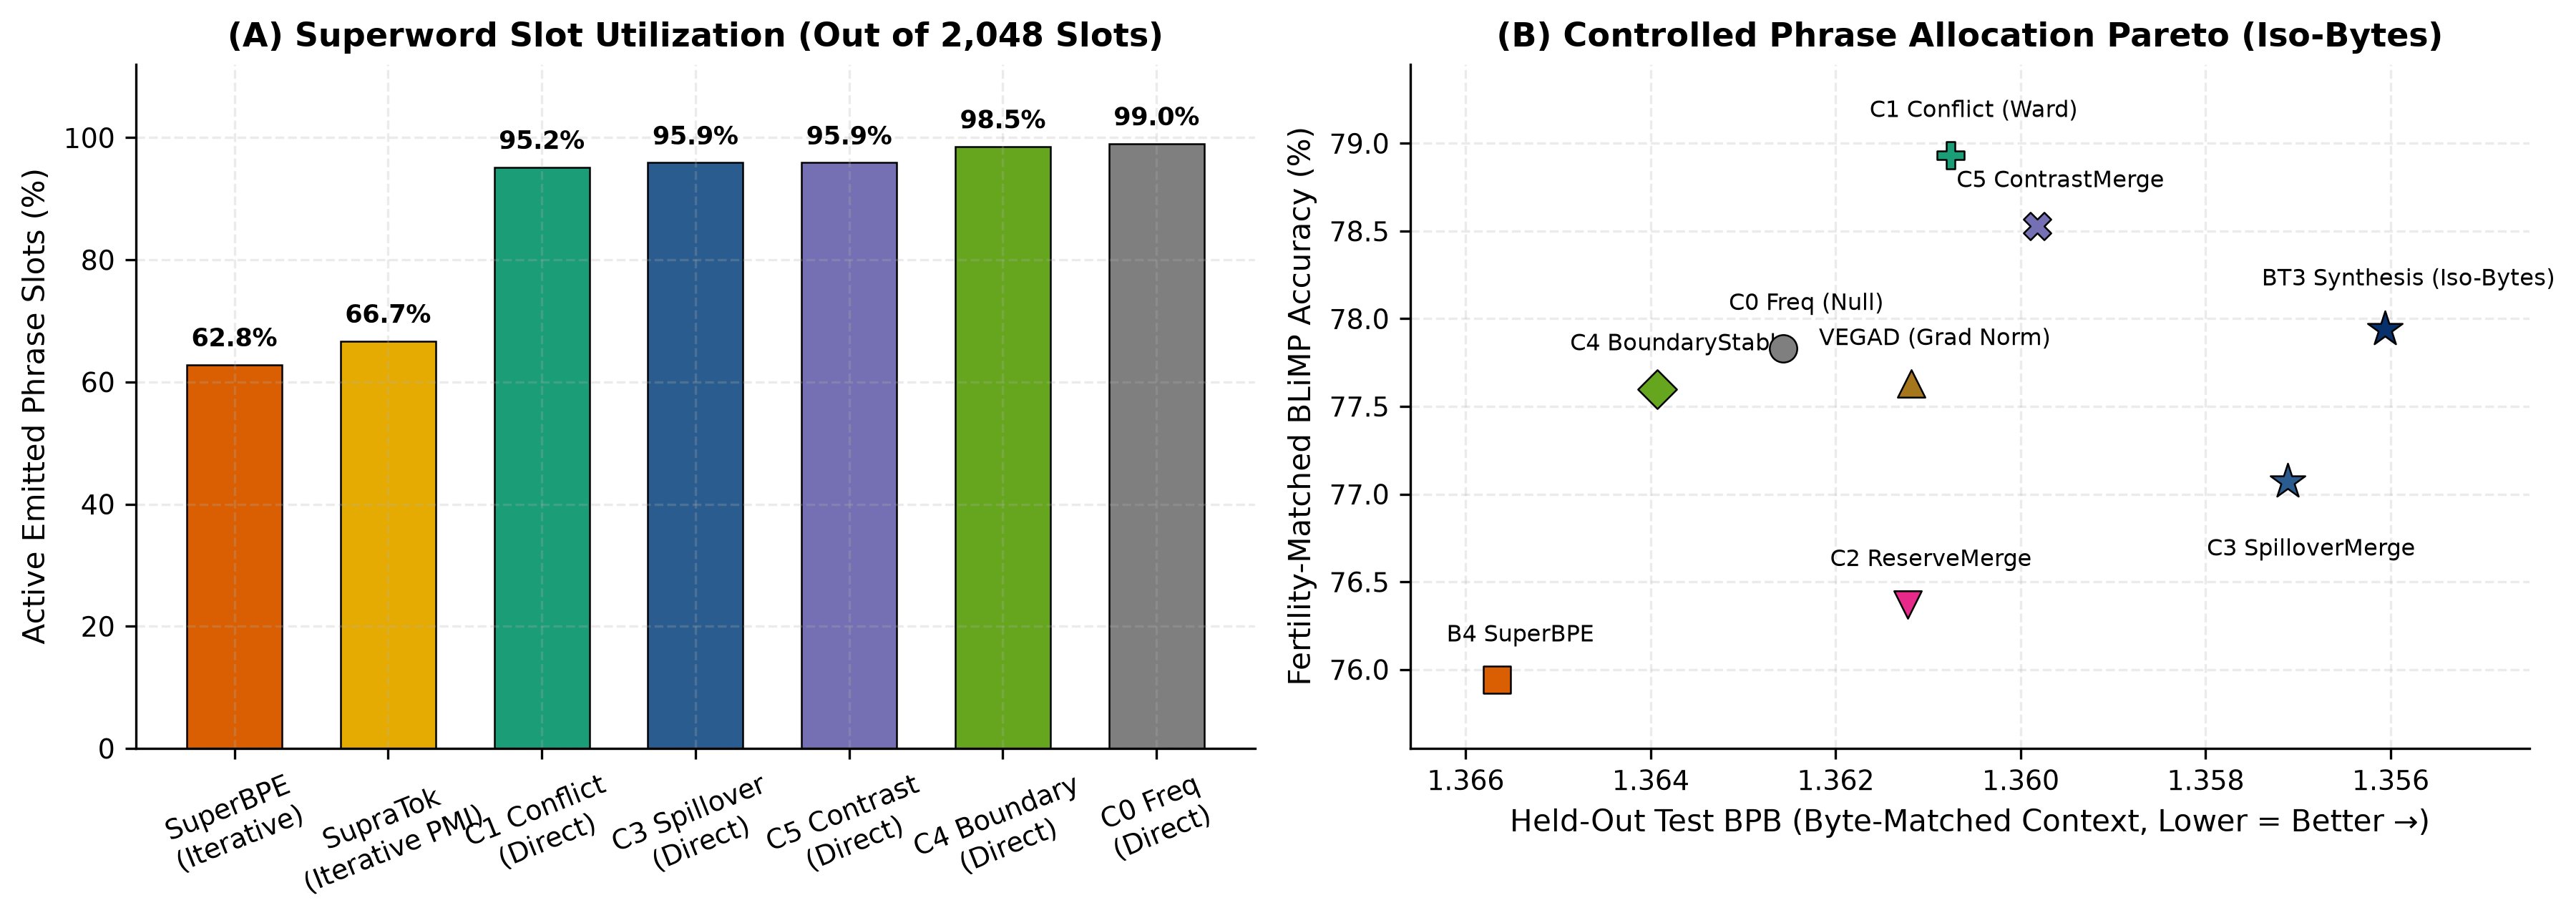 (A) Superword Slot Utilization (Out of 2,048 Slots)
Active Emitted Phrase Slots (%)
100
80
60
40
20
0
62.8%
66.7%
95.2%
95.9%
95.9%
98.5%
99.0%
SuperBPE
(Iterative)
SupraTok
(Iterative PMI)
C1 Conflict
(Direct)
C3 Spillover
(Direct)
C5 Contrast
(Direct)
C4 Boundary
(Direct)
C0 Freq
(Direct)
(B) Controlled Phrase Allocation Pareto (Iso-Bytes)
Fertility-Matched BLiMP Accuracy (%)
79.0
78.5
78.0
77.5
77.0
76.5
76.0
C1 Conflict (Ward)
C5 ContrastMerge
BT3 Synthesis (Iso-Bytes)
C0 Freq (Null)
C4 BoundaryStabl
VEGAD (Grad Norm)
C3 SpilloverMerge
C2 ReserveMerge
B4 SuperBPE
1.366
1.364
1.362
1.360
1.358
1.356
Held-Out Test BPB (Byte-Matched Context, Lower = Better →)